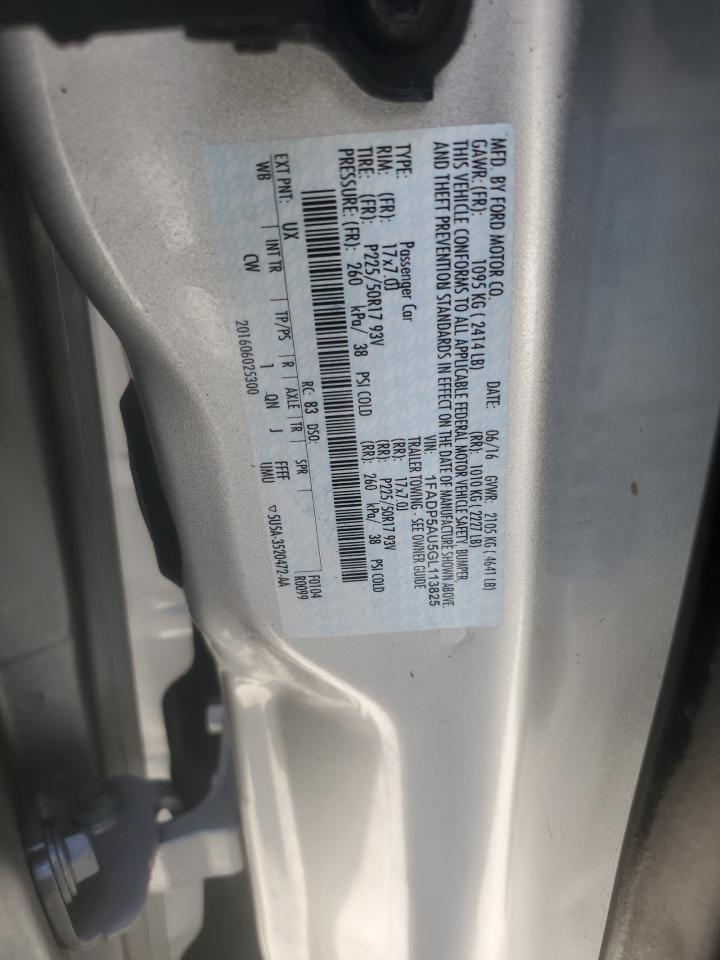 MFD. BY FORD MOTOR CO. DATE: 06/16 GVWR: 2105 KG ( 4641 LB)
GAWR: (FR): 1095 KG ( 2414 LB) (RR): 1010 KG ( 2227 LB)
THIS VEHICLE CONFORMS TO ALL APPLICABLE FEDERAL MOTOR VEHICLE SAFETY, BUMPER,
AND THEFT PREVENTION STANDARDS IN EFFECT ON THE DATE OF MANUFACTURE SHOWN ABOVE.
VIN: 1FADP5AU5GL113825
TYPE: Passenger Car TRAILER TOWING - SEE OWNER GUIDE
RIM: (FR): 17x7.0J (RR): 17x7.0J
TIRE: (FR): P225/50R17 93V (RR): P225/50R17 93V
PRESSURE: (FR): 260 kPa/ 38 PSI COLD (RR): 260 kPa/ 38 PSI COLD
F0104
RC: 83 DSO: R0099
EXT PNT: UX INT TR TP/PS R AXLE TR SPR
WB CW 1 QN J FFFF
UMU
201606025300 5U5A-3520472-AA